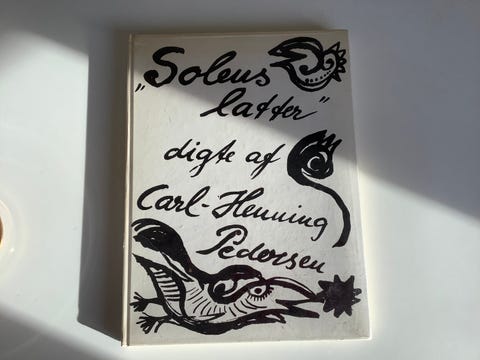 „Solens
latter"
digte af
Carl-Henning
Pedersen